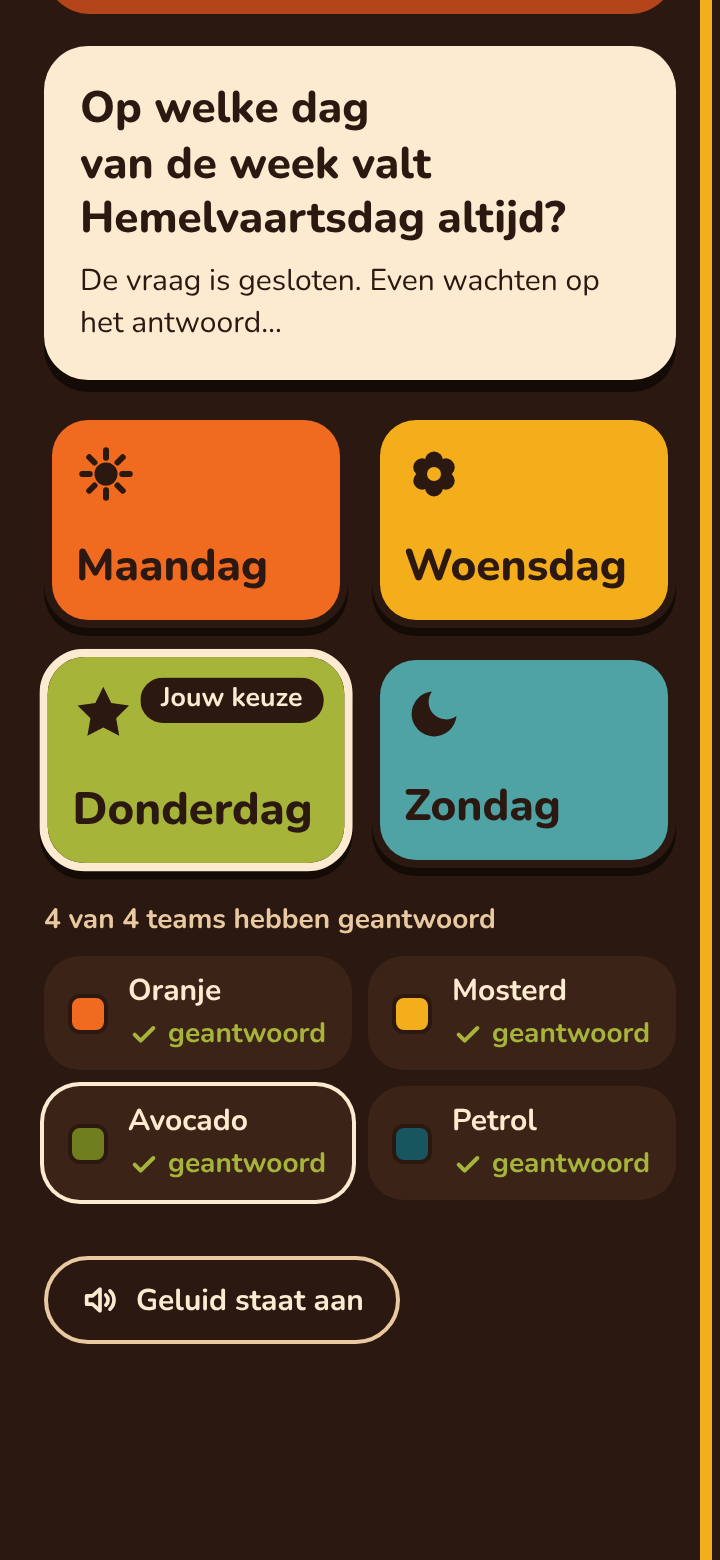 Op welke dag
van de week valt
Hemelvaartsdag altijd?
De vraag is gesloten. Even wachten op
het antwoord...
Maandag
Woensdag
Jouw keuze
Donderdag
Zondag
4 van 4 teams hebben geantwoord
Oranje
geantwoord
Mosterd
geantwoord
Avocado
geantwoord
Petrol
geantwoord
Geluid staat aan